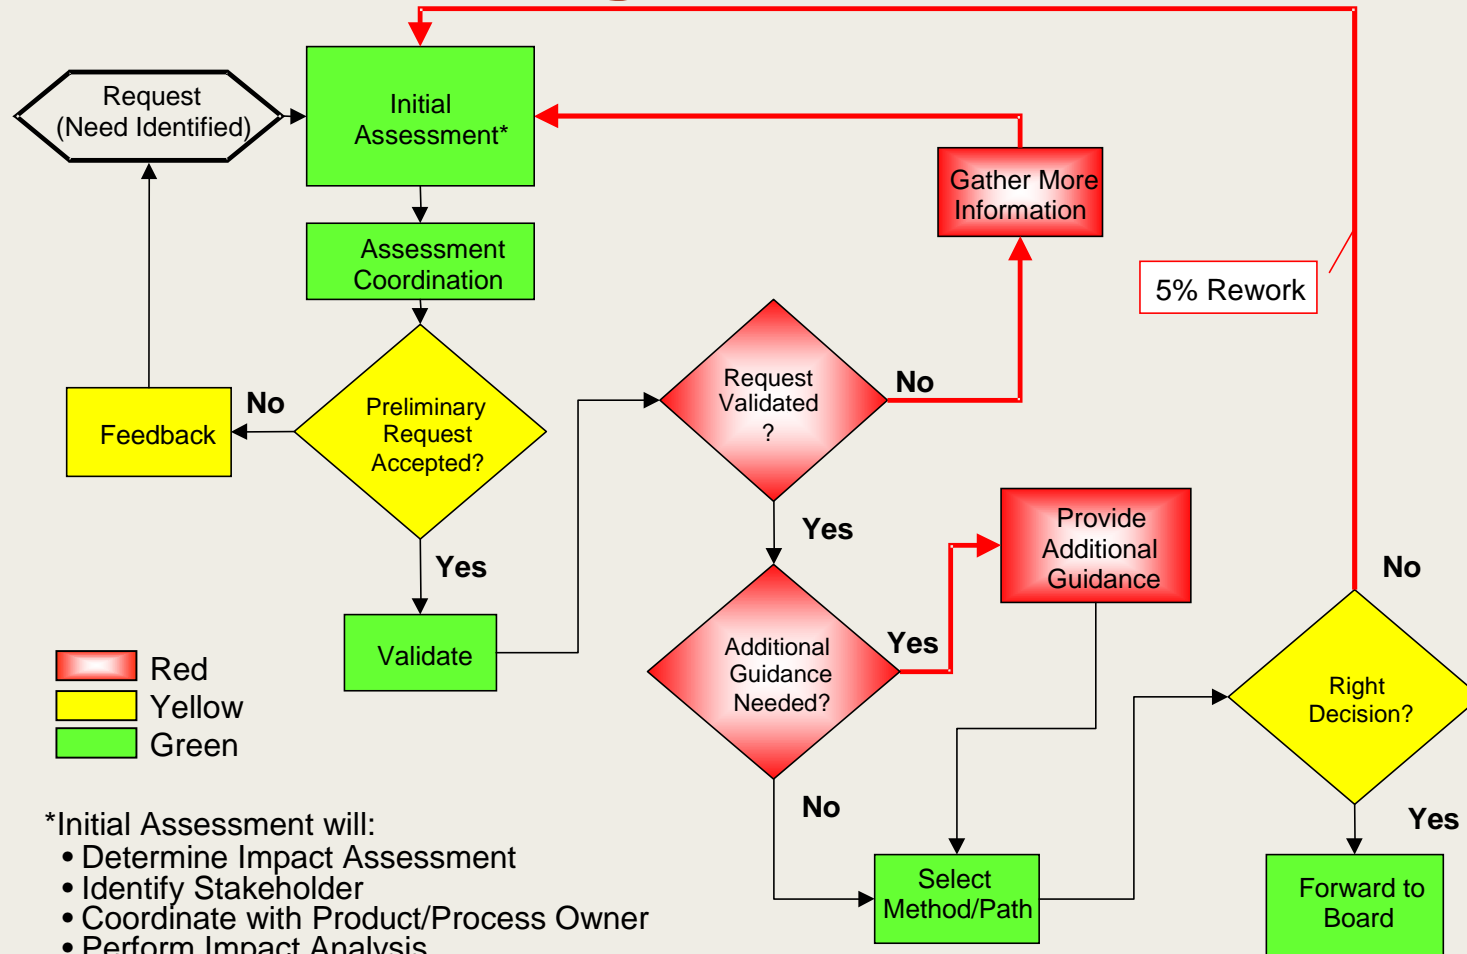 Request
(Need Identified)
Initial
Assessment*
Gather More
Information
Assessment
Coordination
5% Rework
Request
Validated
?
No
Preliminary
Request
Accepted?
No
Feedback
Yes
Provide
Additional
Guidance
Yes
No
Validate
Additional
Guidance
Needed?
Yes
Right
Decision?
Red
Yellow
Green
No
Yes
*Initial Assessment will:
• Determine Impact Assessment
• Identify Stakeholder
• Coordinate with Product/Process Owner
• Perform Impact Analysis
Select
Method/Path
Forward to
Board